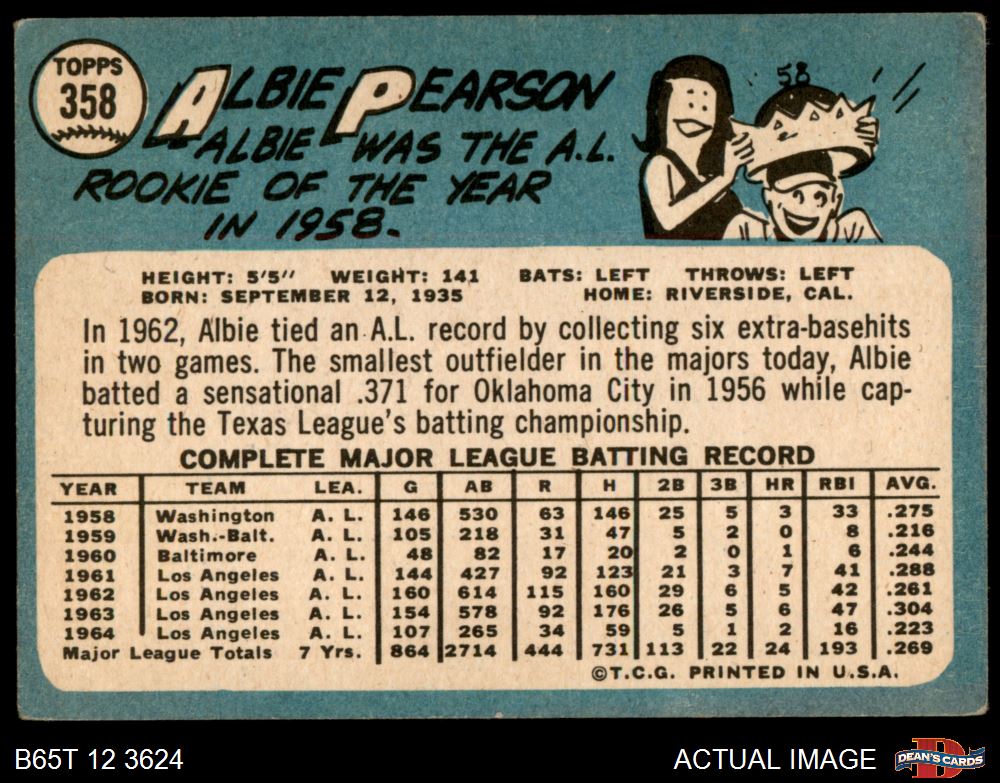 TOPPS
358
ALBIE PEARSON
ALBIE WAS THE A.L.
ROOKIE OF THE YEAR
IN 1958.
58
HEIGHT: 5'5" WEIGHT: 141 BATS: LEFT THROWS: LEFT
BORN: SEPTEMBER 12, 1935 HOME: RIVERSIDE, CAL.
In 1962, Albie tied an A.L. record by collecting six extra-basehits
in two games. The smallest outfielder in the majors today, Albie
batted a sensational .371 for Oklahoma City in 1956 while cap-
turing the Texas League's batting championship.
COMPLETE MAJOR LEAGUE BATTING RECORD
YEAR TEAM LEA. G AB R H 2B 3B HR RBI AVG.
1958 Washington A. L. 146 530 63 146 25 5 3 33 .275
1959 Wash.-Balt. A. L. 105 218 31 47 5 2 0 8 .216
1960 Baltimore A. L. 48 82 17 20 2 0 1 6 .244
1961 Los Angeles A. L. 144 427 92 123 21 3 7 41 .288
1962 Los Angeles A. L. 160 614 115 160 29 6 5 42 .261
1963 Los Angeles A. L. 154 578 92 176 26 5 6 47 .304
1964 Los Angeles A. L. 107 265 34 59 5 1 2 16 .223
Major League Totals 7 Yrs. 864 2714 444 731 113 22 24 193 .269
©T.C.G. PRINTED IN U.S.A.
B65T 12 3624
ACTUAL IMAGE
D
DEAN'S CARDS